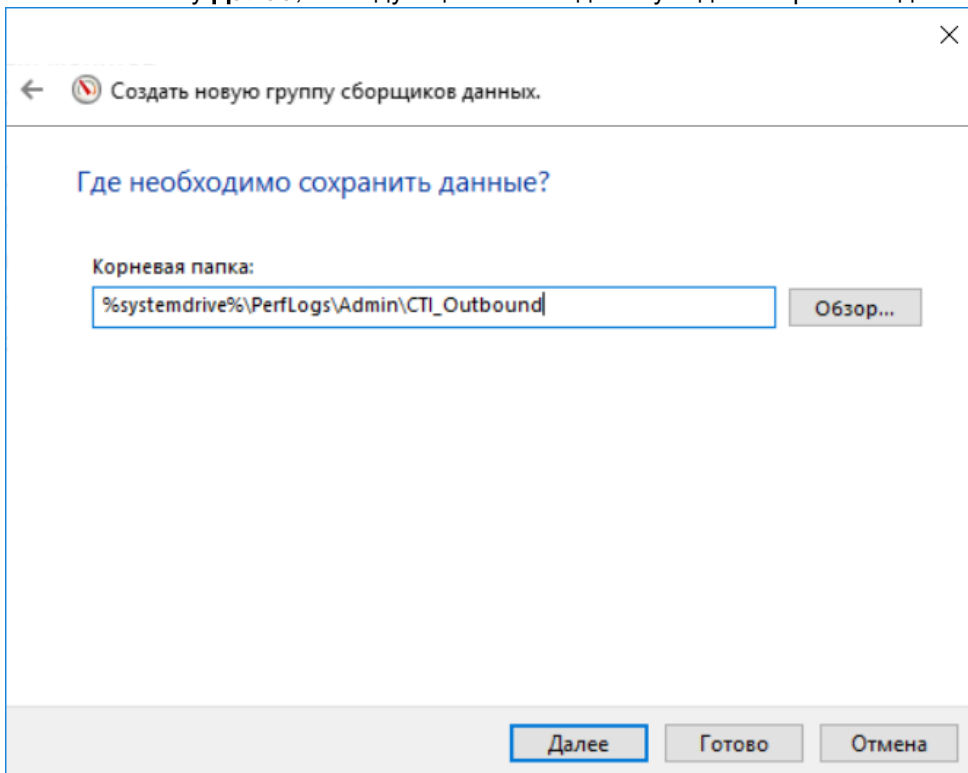 Создать новую группу сборщиков данных.
Где необходимо сохранить данные?
Корневая папка:
%systemdrive%\PerfLogs\Admin\CTI_Outbound
Обзор...
Далее
Готово
Отмена